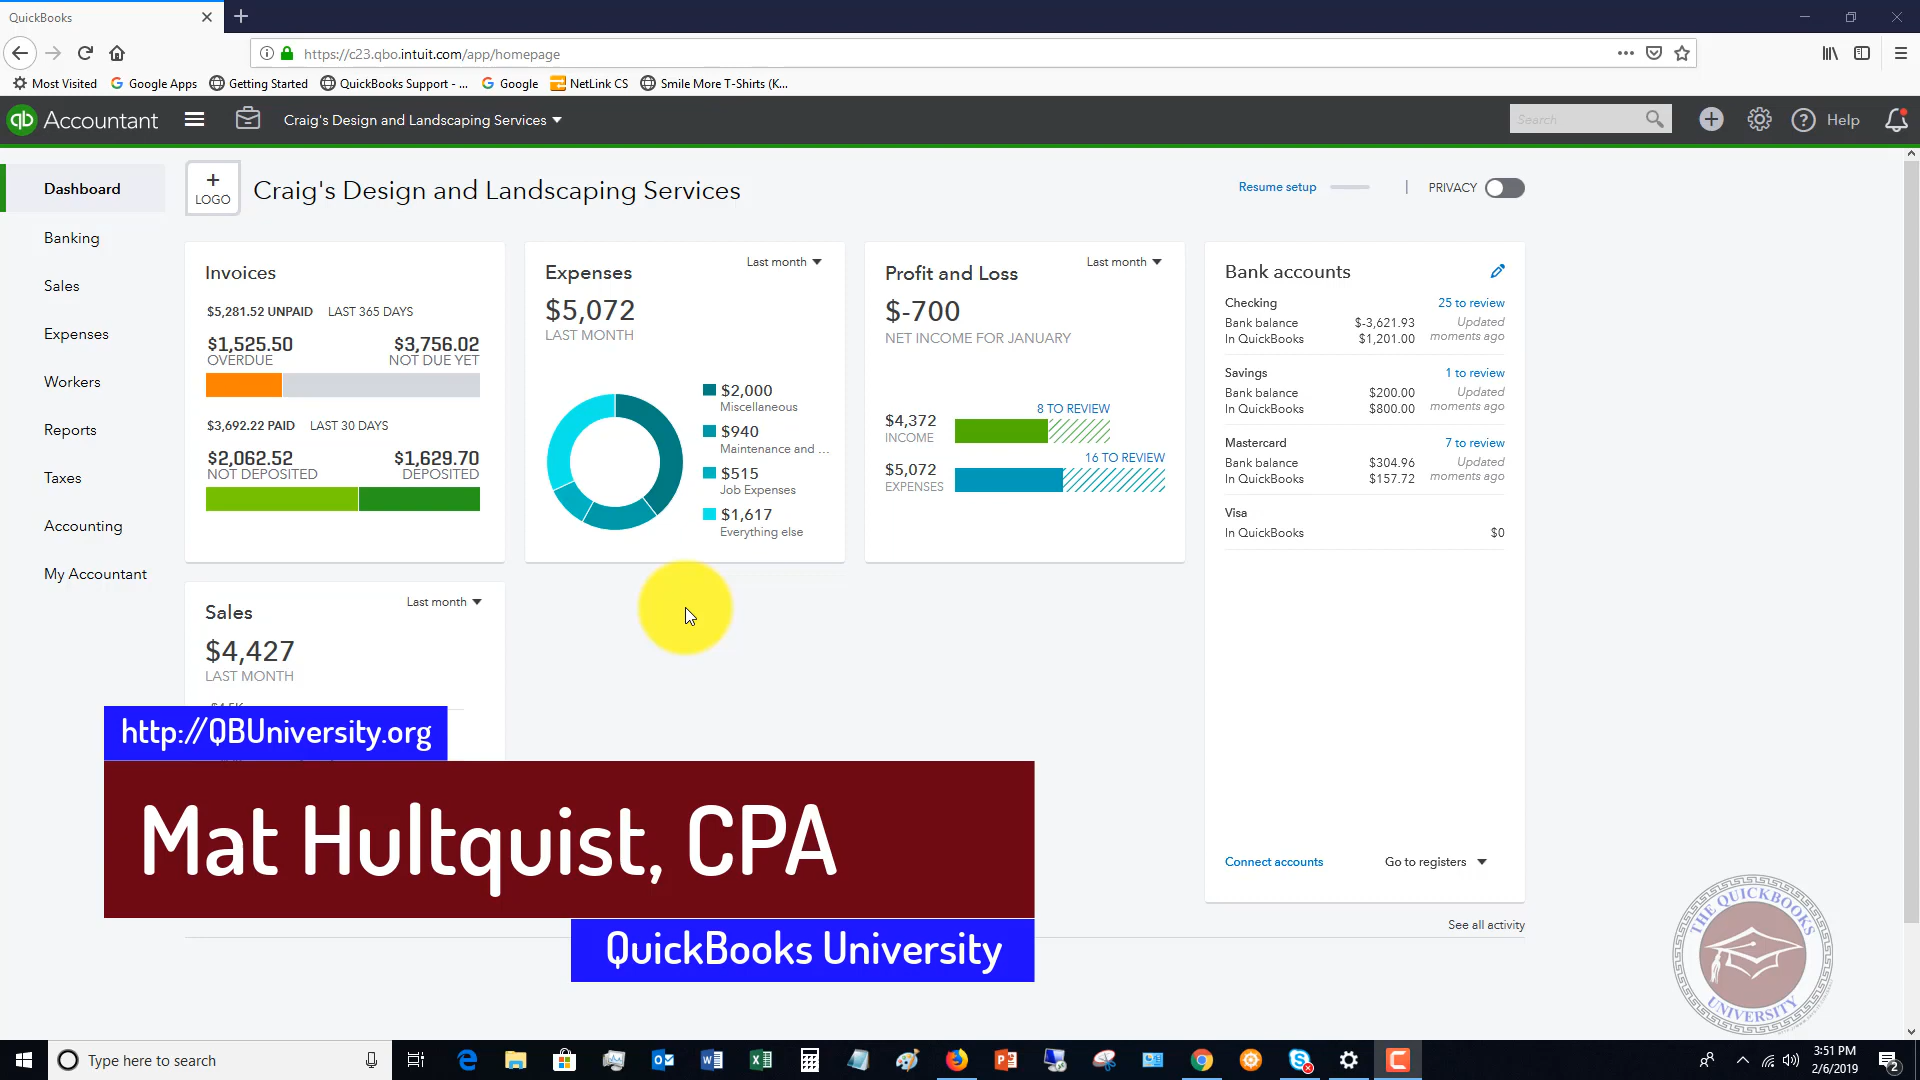 QuickBooks
https://c23.qbo.intuit.com/app/homepage
Most Visited Google Apps Getting Started QuickBooks Support - ... Google NetLink CS Smile More T-Shirts (K...
qb Accountant Craig's Design and Landscaping Services Search Help
Dashboard
Banking
Sales
Expenses
Workers
Reports
Taxes
Accounting
My Accountant
+ LOGO
Craig's Design and Landscaping Services
Resume setup | PRIVACY
Invoices
$5,281.52 UNPAID LAST 365 DAYS
$1,525.50 $3,756.02
OVERDUE NOT DUE YET
$3,692.22 PAID LAST 30 DAYS
$2,062.52 $1,629.70
NOT DEPOSITED DEPOSITED
Expenses Last month
$5,072
LAST MONTH
$2,000
Miscellaneous
$940
Maintenance and ...
$515
Job Expenses
$1,617
Everything else
Profit and Loss Last month
$-700
NET INCOME FOR JANUARY
8 TO REVIEW
$4,372
INCOME
16 TO REVIEW
$5,072
EXPENSES
Bank accounts
Checking 25 to review
Bank balance $-3,621.93 Updated
In QuickBooks $1,201.00 moments ago
Savings 1 to review
Bank balance $200.00 Updated
In QuickBooks $800.00 moments ago
Mastercard 7 to review
Bank balance $304.96 Updated
In QuickBooks $157.72 moments ago
Visa
In QuickBooks $0
Connect accounts Go to registers
See all activity
Sales Last month
$4,427
LAST MONTH
http://QBUniversity.org
Mat Hultquist, CPA
QuickBooks University
THE QUICKBOOKS
UNIVERSITY
Type here to search
3:51 PM
2/6/2019
2